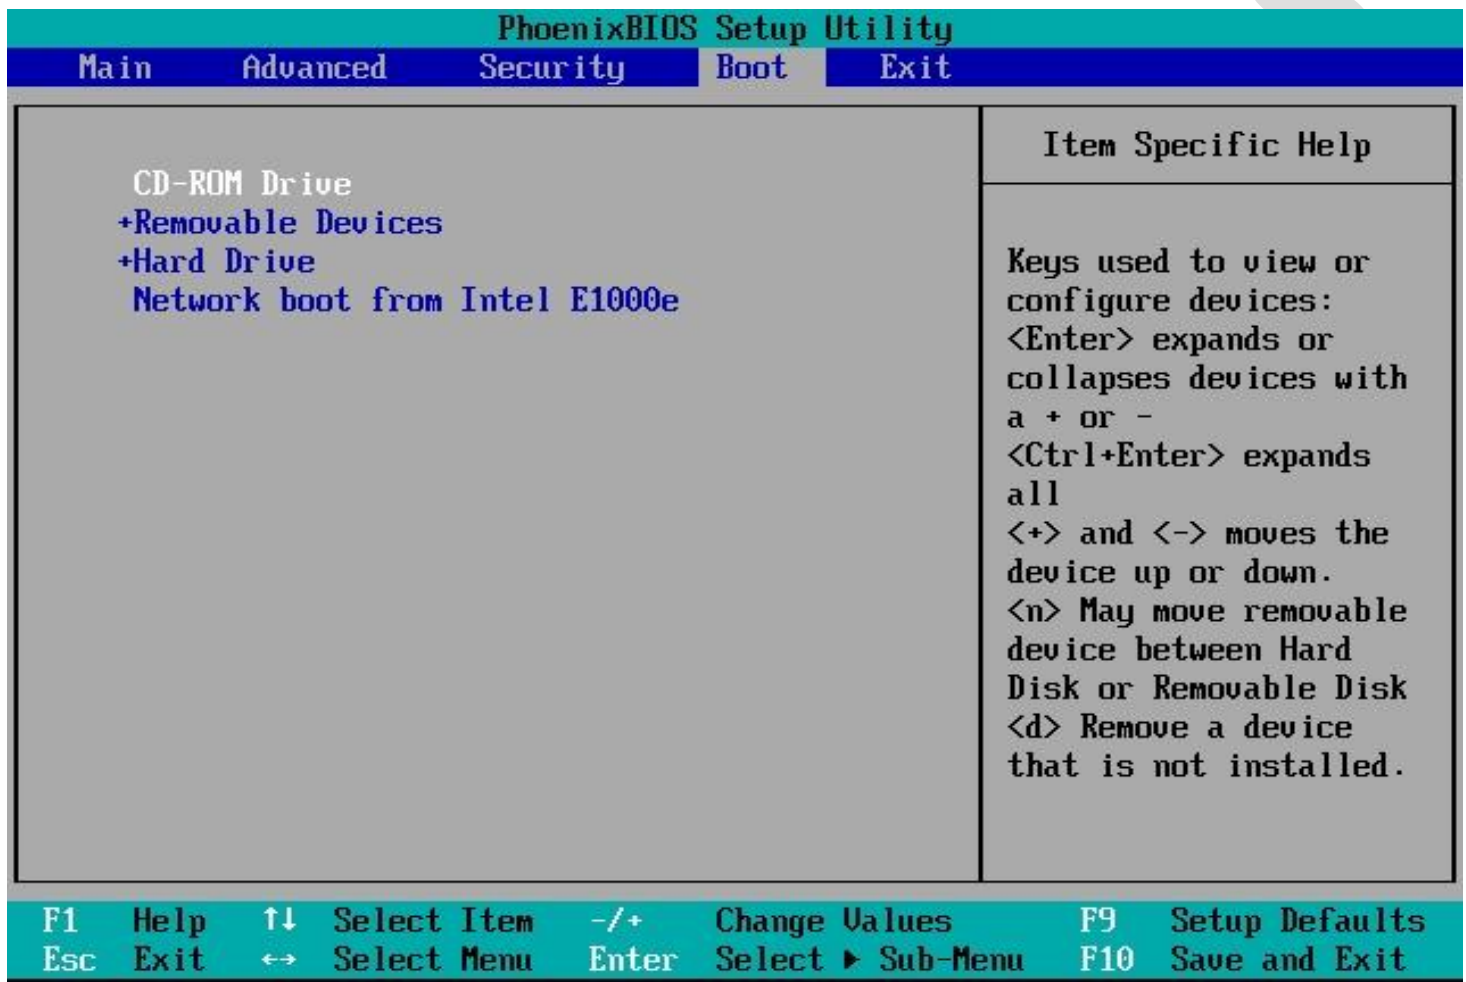 PhoenixBIOS Setup Utility
Main Advanced Security Boot Exit
CD-ROM Drive
+Removable Devices
+Hard Drive
Network boot from Intel E1000e
Item Specific Help
Keys used to view or
configure devices:
<Enter> expands or
collapses devices with
a + or -
<Ctrl+Enter> expands
all
<+> and <-> moves the
device up or down.
<n> May move removable
device between Hard
Disk or Removable Disk
<d> Remove a device
that is not installed.
F1 Help ↑↓ Select Item -/+ Change Values F9 Setup Defaults
Esc Exit ↔ Select Menu Enter Select ▶ Sub-Menu F10 Save and Exit